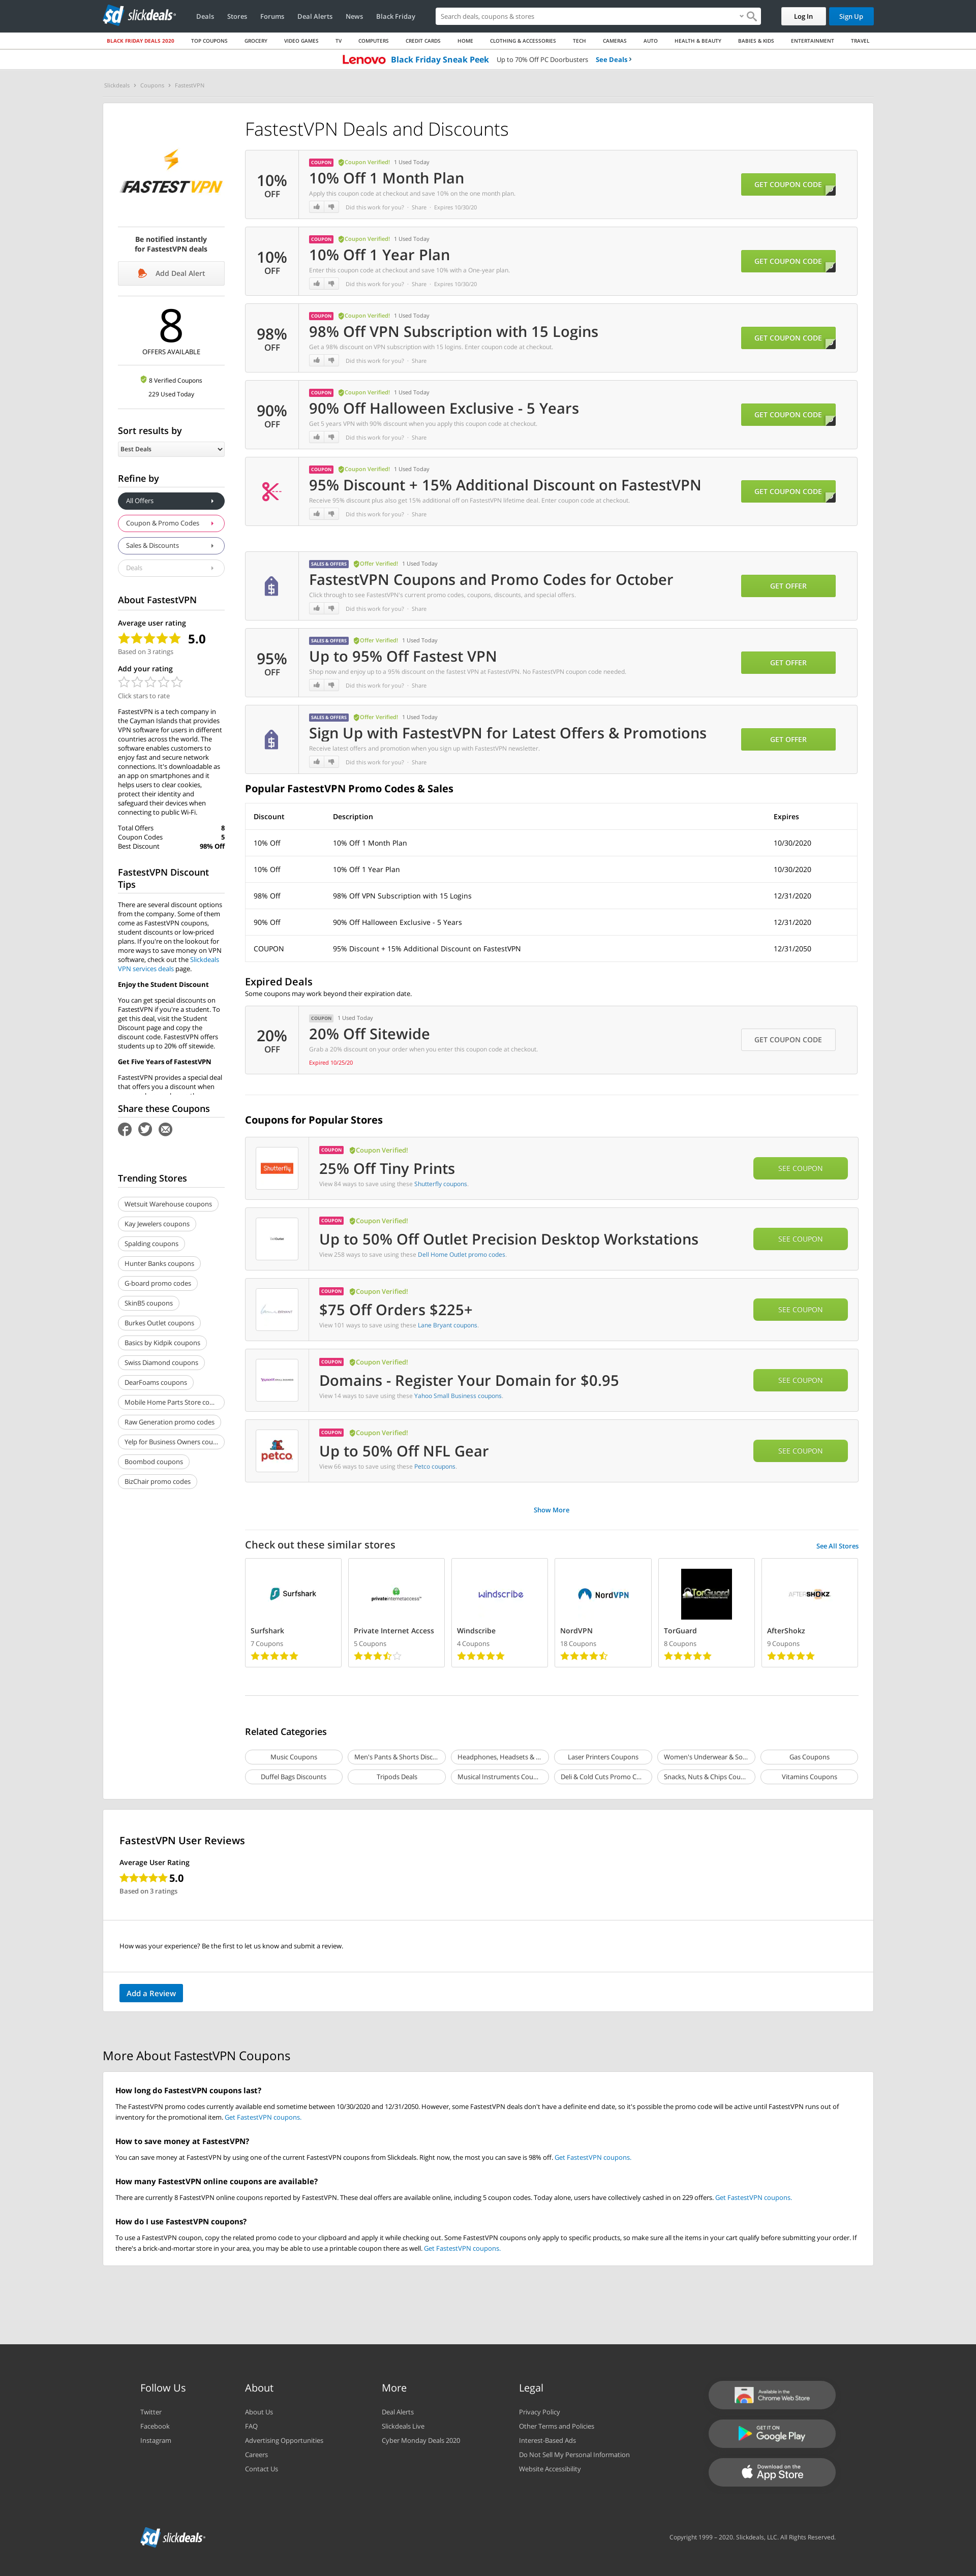 sd slickdeals Deals Stores Forums Deal Alerts News Black Friday Search deals, coupons & stores Log In Sign Up
BLACK FRIDAY DEALS 2020 TOP COUPONS GROCERY VIDEO GAMES TV COMPUTERS CREDIT CARDS HOME CLOTHING & ACCESSORIES TECH CAMERAS AUTO HEALTH & BEAUTY BABIES & KIDS ENTERTAINMENT TRAVEL
Lenovo Black Friday Sneak Peek Up to 70% Off PC Doorbusters See Deals
Slickdeals Coupons FastestVPN
FASTESTVPN
Be notified instantly
for FastestVPN deals
Add Deal Alert
8
OFFERS AVAILABLE
8 Verified Coupons
229 Used Today
Sort results by
Best Deals
Refine by
All Offers
Coupon & Promo Codes
Sales & Discounts
Deals
About FastestVPN
Average user rating
5.0
Based on 3 ratings
Add your rating
Click stars to rate
FastestVPN is a tech company in
the Cayman Islands that provides
VPN software for users in different
countries across the world. The
software enables customers to
enjoy fast and secure network
connections. It's downloadable as
an app on smartphones and it
helps users to clear cookies,
protect their identity and
safeguard their devices when
connecting to public Wi-Fi.
Total Offers 8
Coupon Codes 5
Best Discount 98% Off
FastestVPN Discount
Tips
There are several discount options
from the company. Some of them
come as FastestVPN coupons,
student discounts or low-priced
plans. If you're on the lookout for
more ways to save money on VPN
software, check out the Slickdeals
VPN services deals page.
Enjoy the Student Discount
You can get special discounts on
FastestVPN if you're a student. To
get this deal, visit the Student
Discount page and copy the
discount code. FastestVPN offers
students up to 20% off sitewide.
Get Five Years of FastestVPN
FastestVPN provides a special deal
that offers you a discount when
Share these Coupons
Trending Stores
Wetsuit Warehouse coupons
Kay Jewelers coupons
Spalding coupons
Hunter Banks coupons
G-board promo codes
SkinB5 coupons
Burkes Outlet coupons
Basics by Kidpik coupons
Swiss Diamond coupons
DearFoams coupons
Mobile Home Parts Store co...
Raw Generation promo codes
Yelp for Business Owners cou...
Boombod coupons
BizChair promo codes
FastestVPN Deals and Discounts
10%
OFF
COUPON Coupon Verified! 1 Used Today
10% Off 1 Month Plan
Apply this coupon code at checkout and save 10% on the one month plan.
Did this work for you? · Share · Expires 10/30/20
GET COUPON CODE
10%
OFF
COUPON Coupon Verified! 1 Used Today
10% Off 1 Year Plan
Enter this coupon code at checkout and save 10% with a One-year plan.
Did this work for you? · Share · Expires 10/30/20
GET COUPON CODE
98%
OFF
COUPON Coupon Verified! 1 Used Today
98% Off VPN Subscription with 15 Logins
Get a 98% discount on VPN subscription with 15 logins. Enter coupon code at checkout.
Did this work for you? · Share
GET COUPON CODE
90%
OFF
COUPON Coupon Verified! 1 Used Today
90% Off Halloween Exclusive - 5 Years
Get 5 years VPN with 90% discount when you apply this coupon code at checkout.
Did this work for you? · Share
GET COUPON CODE
COUPON Coupon Verified! 1 Used Today
95% Discount + 15% Additional Discount on FastestVPN
Receive 95% discount plus also get 15% additional off on FastestVPN lifetime deal. Enter coupon code at checkout.
Did this work for you? · Share
GET COUPON CODE
SALES & OFFERS Offer Verified! 1 Used Today
FastestVPN Coupons and Promo Codes for October
Click through to see FastestVPN's current promo codes, coupons, discounts, and special offers.
Did this work for you? · Share
GET OFFER
95%
OFF
SALES & OFFERS Offer Verified! 1 Used Today
Up to 95% Off Fastest VPN
Shop now and enjoy up to a 95% discount on the fastest VPN at FastestVPN. No FastestVPN coupon code needed.
Did this work for you? · Share
GET OFFER
SALES & OFFERS Offer Verified! 1 Used Today
Sign Up with FastestVPN for Latest Offers & Promotions
Receive latest offers and promotion when you sign up with FastestVPN newsletter.
Did this work for you? · Share
GET OFFER
Popular FastestVPN Promo Codes & Sales
Discount Description Expires
10% Off 10% Off 1 Month Plan 10/30/2020
10% Off 10% Off 1 Year Plan 10/30/2020
98% Off 98% Off VPN Subscription with 15 Logins 12/31/2020
90% Off 90% Off Halloween Exclusive - 5 Years 12/31/2020
COUPON 95% Discount + 15% Additional Discount on FastestVPN 12/31/2050
Expired Deals
Some coupons may work beyond their expiration date.
20%
OFF
COUPON 1 Used Today
20% Off Sitewide
Grab a 20% discount on your order when you enter this coupon code at checkout.
Expired 10/25/20
GET COUPON CODE
Coupons for Popular Stores
Shutterfly
COUPON Coupon Verified!
25% Off Tiny Prints
View 84 ways to save using these Shutterfly coupons.
SEE COUPON
COUPON Coupon Verified!
Up to 50% Off Outlet Precision Desktop Workstations
View 258 ways to save using these Dell Home Outlet promo codes.
SEE COUPON
COUPON Coupon Verified!
$75 Off Orders $225+
View 101 ways to save using these Lane Bryant coupons.
SEE COUPON
COUPON Coupon Verified!
Domains - Register Your Domain for $0.95
View 14 ways to save using these Yahoo Small Business coupons.
SEE COUPON
petco
COUPON Coupon Verified!
Up to 50% Off NFL Gear
View 66 ways to save using these Petco coupons.
SEE COUPON
Show More
Check out these similar stores See All Stores
Surfshark privateinternetaccess windscribe NordVPN TorGuard AFTERSHOKZ
Surfshark Private Internet Access Windscribe NordVPN TorGuard AfterShokz
7 Coupons 5 Coupons 4 Coupons 18 Coupons 8 Coupons 9 Coupons
Related Categories
Music Coupons Men's Pants & Shorts Disc... Headphones, Headsets & ... Laser Printers Coupons Women's Underwear & So... Gas Coupons
Duffel Bags Discounts Tripods Deals Musical Instruments Cou... Deli & Cold Cuts Promo C... Snacks, Nuts & Chips Cou... Vitamins Coupons
FastestVPN User Reviews
Average User Rating
5.0
Based on 3 ratings
How was your experience? Be the first to let us know and submit a review.
Add a Review
More About FastestVPN Coupons
How long do FastestVPN coupons last?
The FastestVPN promo codes currently available end sometime between 10/30/2020 and 12/31/2050. However, some FastestVPN deals don't have a definite end date, so it's possible the promo code will be active until FastestVPN runs out of
inventory for the promotional item. Get FastestVPN coupons.
How to save money at FastestVPN?
You can save money at FastestVPN by using one of the current FastestVPN coupons from Slickdeals. Right now, the most you can save is 98% off. Get FastestVPN coupons.
How many FastestVPN online coupons are available?
There are currently 8 FastestVPN online coupons reported by FastestVPN. These deal offers are available online, including 5 coupon codes. Today alone, users have collectively cashed in on 229 offers. Get FastestVPN coupons.
How do I use FastestVPN coupons?
To use a FastestVPN coupon, copy the related promo code to your clipboard and apply it while checking out. Some FastestVPN coupons only apply to specific products, so make sure all the items in your cart qualify before submitting your order. If
there's a brick-and-mortar store in your area, you may be able to use a printable coupon there as well. Get FastestVPN coupons.
Follow Us
Twitter
Facebook
Instagram
About
About Us
FAQ
Advertising Opportunities
Careers
Contact Us
More
Deal Alerts
Slickdeals Live
Cyber Monday Deals 2020
Legal
Privacy Policy
Other Terms and Policies
Interest-Based Ads
Do Not Sell My Personal Information
Website Accessibility
Available in the
Chrome Web Store
GET IT ON
Google Play
Download on the
App Store
sd slickdeals
Copyright 1999 – 2020. Slickdeals, LLC. All Rights Reserved.